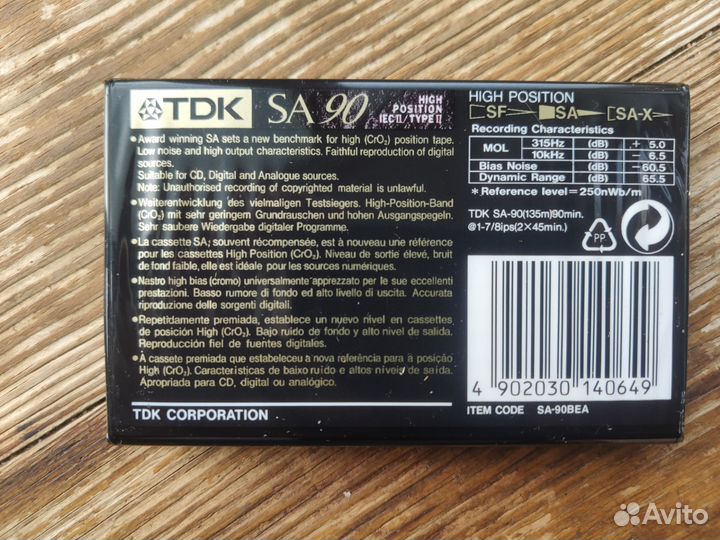 TDK SA 90 HIGH POSITION IECII/TYPEII
•Award winning SA sets a new benchmark for high (CrO₂) position tape.
Low noise and high output characteristics. Faithful reproduction of digital
sources.
Suitable for CD, Digital and Analogue sources.
Note: Unauthorised recording of copyrighted material is unlawful.
•Weiterentwicklung des vielmaligen Testsiegers. High-Position-Band
(CrO₂) mit sehr geringem Grundrauschen und hohen Ausgangspegeln.
Sehr saubere Wiedergabe digitaler Programme.
•La cassette SA; souvent récompensée, est à nouveau une référence
pour les cassettes High Position (CrO₂). Niveau de sortie élevé, bruit
de fond faible, elle est idéale pour les sources numériques.
•Nastro high bias (cromo) universalmente apprezzato per le sue eccellenti
prestazioni. Basso rumore di fondo ed alto livello di uscita. Accurata
riproduzione delle sorgenti digitali.
•Repetidamente premiada, establece un nuevo nivel en cassettes
de posición High (CrO₂). Bajo ruido de fondo y alto nivel de salida.
Reproducción fiel de fuentes digitales.
•À cassete premiada que estabeleceu a nova referência para a posição
High (CrO₂). Características de baixo ruído e altos níveis de saída.
Apropriada para CD, digital ou analógico.
TDK CORPORATION
HIGH POSITION
SF SA SA-X
Recording Characteristics
MOL 315Hz (dB) + 5.0
10kHz (dB) - 6.5
Bias Noise (dB) -60.5
Dynamic Range (dB) 65.5
*Reference level=250nWb/m
TDK SA-90(135m)90min.
@1-7/8ips(2×45min.)
PP
4 902030 140649
ITEM CODE SA-90BEA
Avito